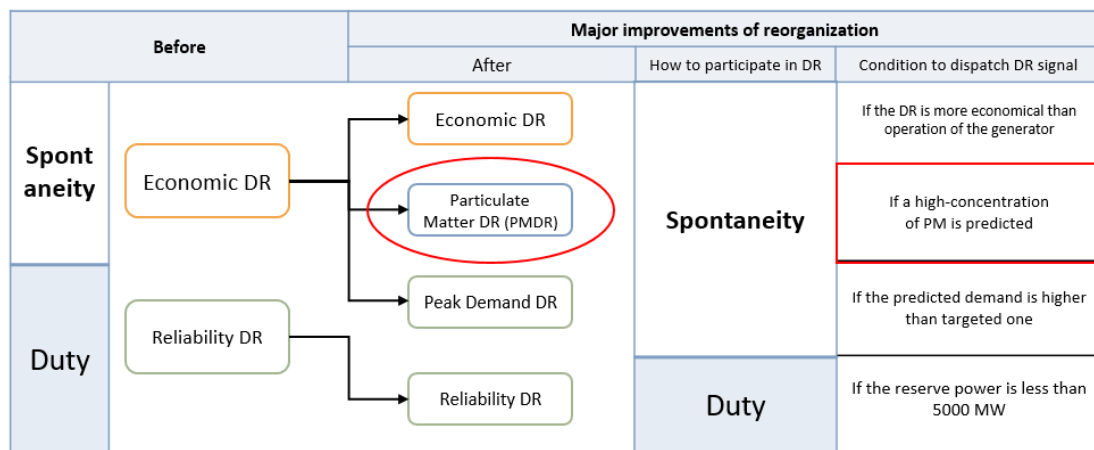 Before
Major improvements of reorganization
After
How to participate in DR
Condition to dispatch DR signal
Spont
aneity
Economic DR
Economic DR
Particulate
Matter DR (PMDR)
Peak Demand DR
Spontaneity
If the DR is more economical than
operation of the generator
If a high-concentration
of PM is predicted
If the predicted demand is higher
than targeted one
Duty
Reliability DR
Reliability DR
Duty
If the reserve power is less than
5000 MW